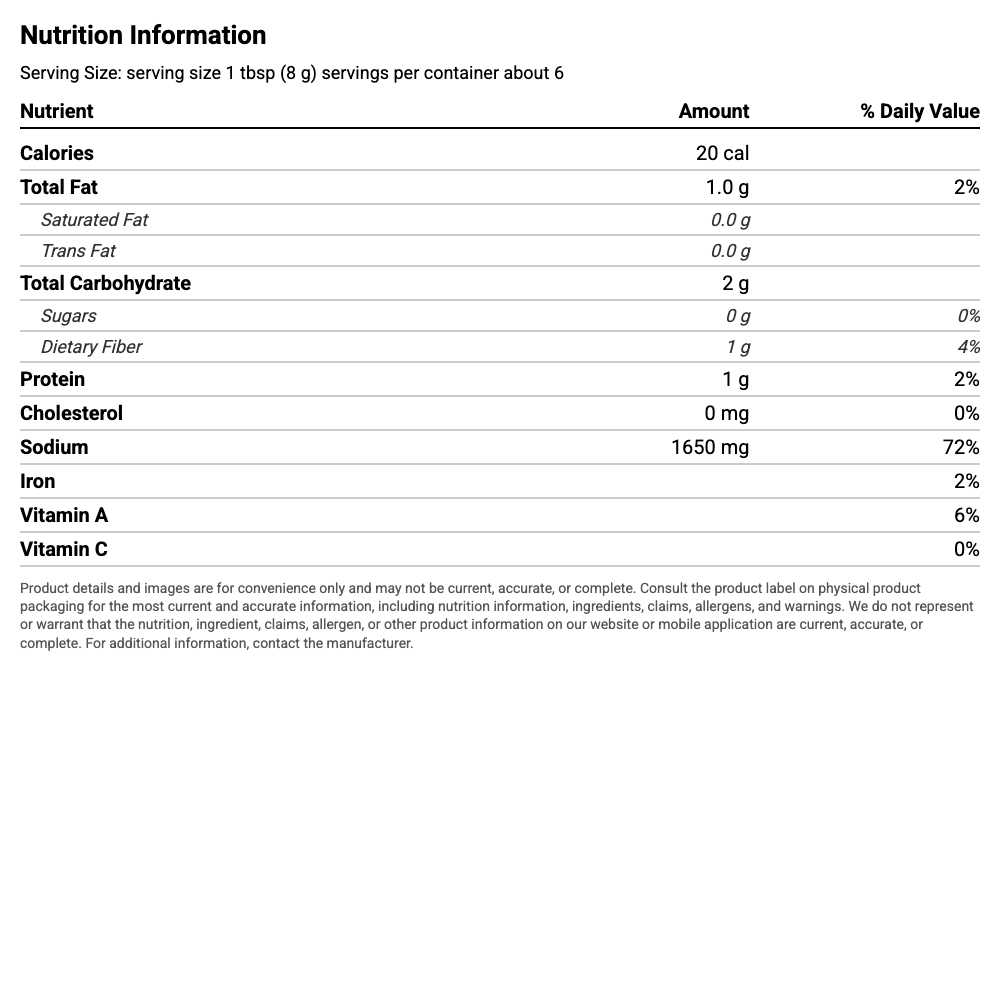 Nutrition Information
Serving Size: serving size 1 tbsp (8 g) servings per container about 6
Nutrient Amount % Daily Value
Calories 20 cal
Total Fat 1.0 g 2%
Saturated Fat 0.0 g
Trans Fat 0.0 g
Total Carbohydrate 2 g
Sugars 0 g 0%
Dietary Fiber 1 g 4%
Protein 1 g 2%
Cholesterol 0 mg 0%
Sodium 1650 mg 72%
Iron 2%
Vitamin A 6%
Vitamin C 0%
Product details and images are for convenience only and may not be current, accurate, or complete. Consult the product label on physical product
packaging for the most current and accurate information, including nutrition information, ingredients, claims, allergens, and warnings. We do not represent
or warrant that the nutrition, ingredient, claims, allergen, or other product information on our website or mobile application are current, accurate, or
complete. For additional information, contact the manufacturer.